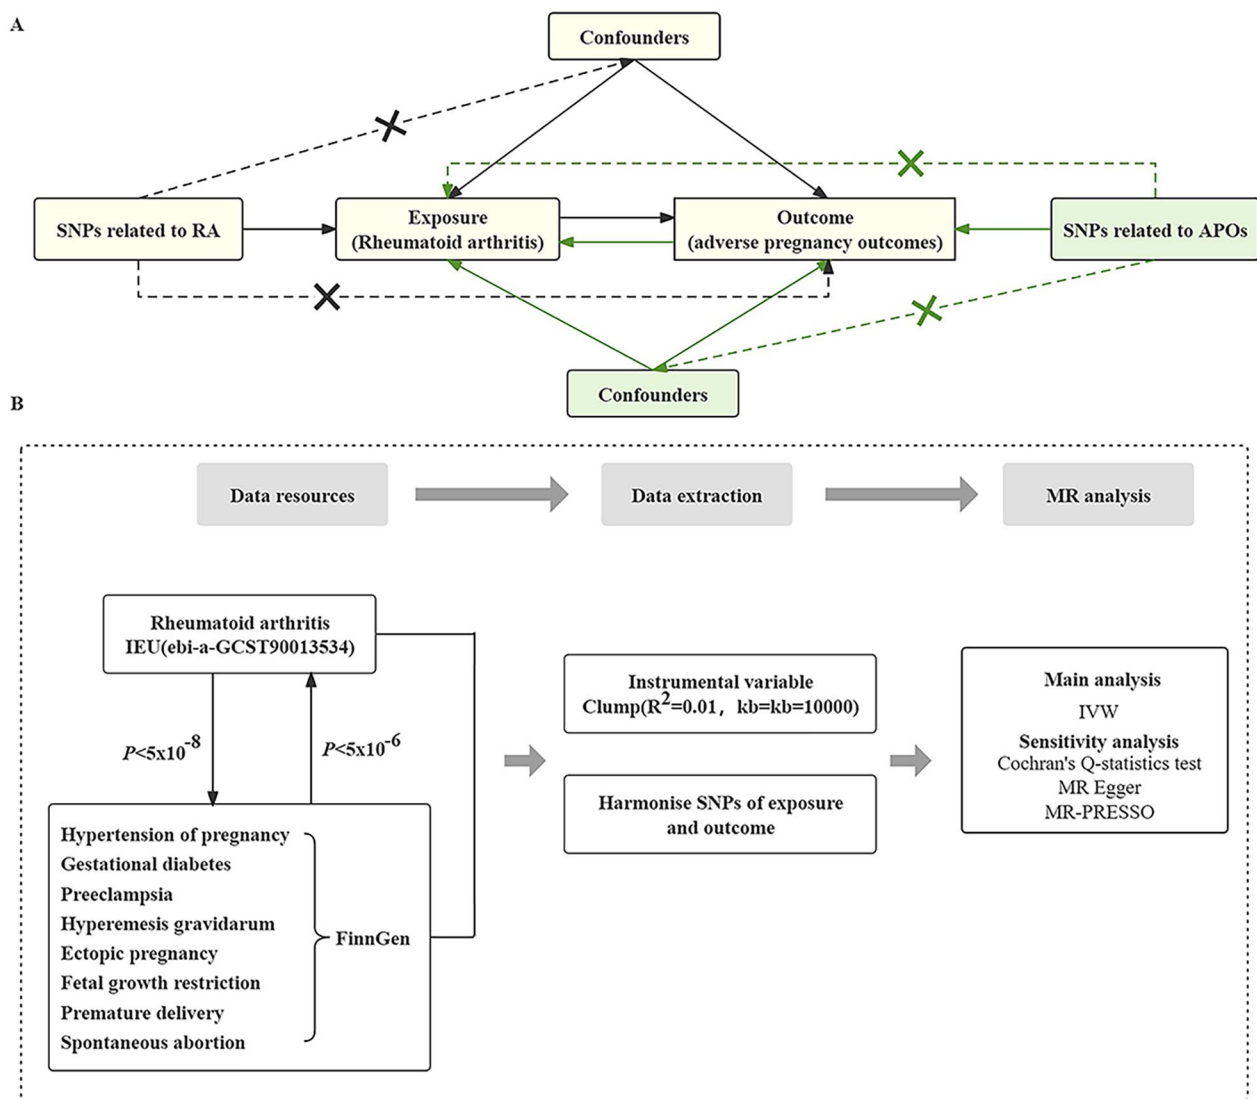 A
Confounders
SNPs related to RA
Exposure
(Rheumatoid arthritis)
Outcome
(adverse pregnancy outcomes)
SNPs related to APOs
Confounders
B
Data resources
Data extraction
MR analysis
Rheumatoid arthritis
IEU(ebi-a-GCST90013534)
P<5x10^-8
P<5x10^-6
Hypertension of pregnancy
Gestational diabetes
Preeclampsia
Hyperemesis gravidarum
Ectopic pregnancy
Fetal growth restriction
Premature delivery
Spontaneous abortion
FinnGen
Instrumental variable
Clump(R^2=0.01, kb=kb=10000)
Harmonise SNPs of exposure
and outcome
Main analysis
IVW
Sensitivity analysis
Cochran's Q-statistics test
MR Egger
MR-PRESSO